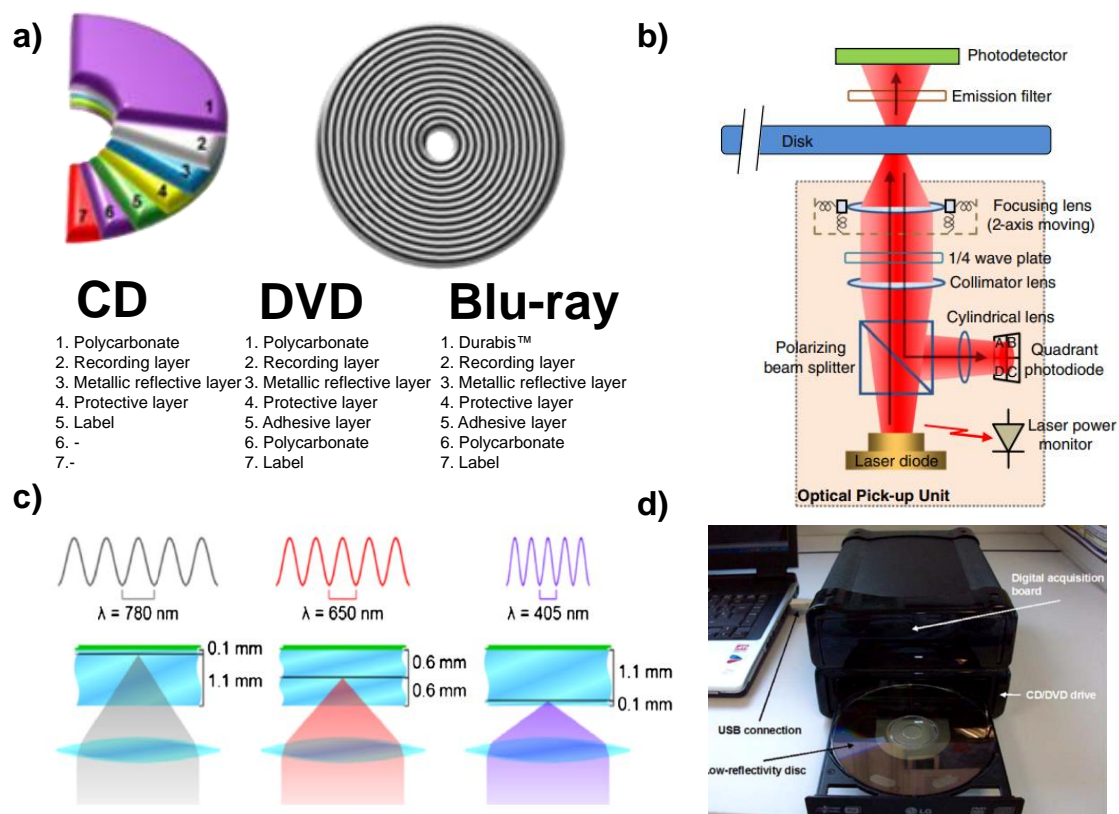 a)
1
2
3
4
5
6
7
CD
1. Polycarbonate
2. Recording layer
3. Metallic reflective layer
4. Protective layer
5. Label
6. -
7.-
DVD
1. Polycarbonate
2. Recording layer
3. Metallic reflective layer
4. Protective layer
5. Adhesive layer
6. Polycarbonate
7. Label
Blu-ray
1. Durabis™
2. Recording layer
3. Metallic reflective layer
4. Protective layer
5. Adhesive layer
6. Polycarbonate
7. Label
b)
Photodetector
Emission filter
Disk
Focusing lens
(2-axis moving)
1/4 wave plate
Collimator lens
Cylindrical lens
Polarizing
beam splitter
A B
D C
Quadrant
photodiode
Laser power
monitor
Laser diode
Optical Pick-up Unit
c)
λ = 780 nm
λ = 650 nm
λ = 405 nm
0.1 mm
1.1 mm
0.6 mm
0.6 mm
1.1 mm
0.1 mm
d)
Digital acquisition
board
CD/DVD drive
USB connection
ow-reflectivity disc
LG